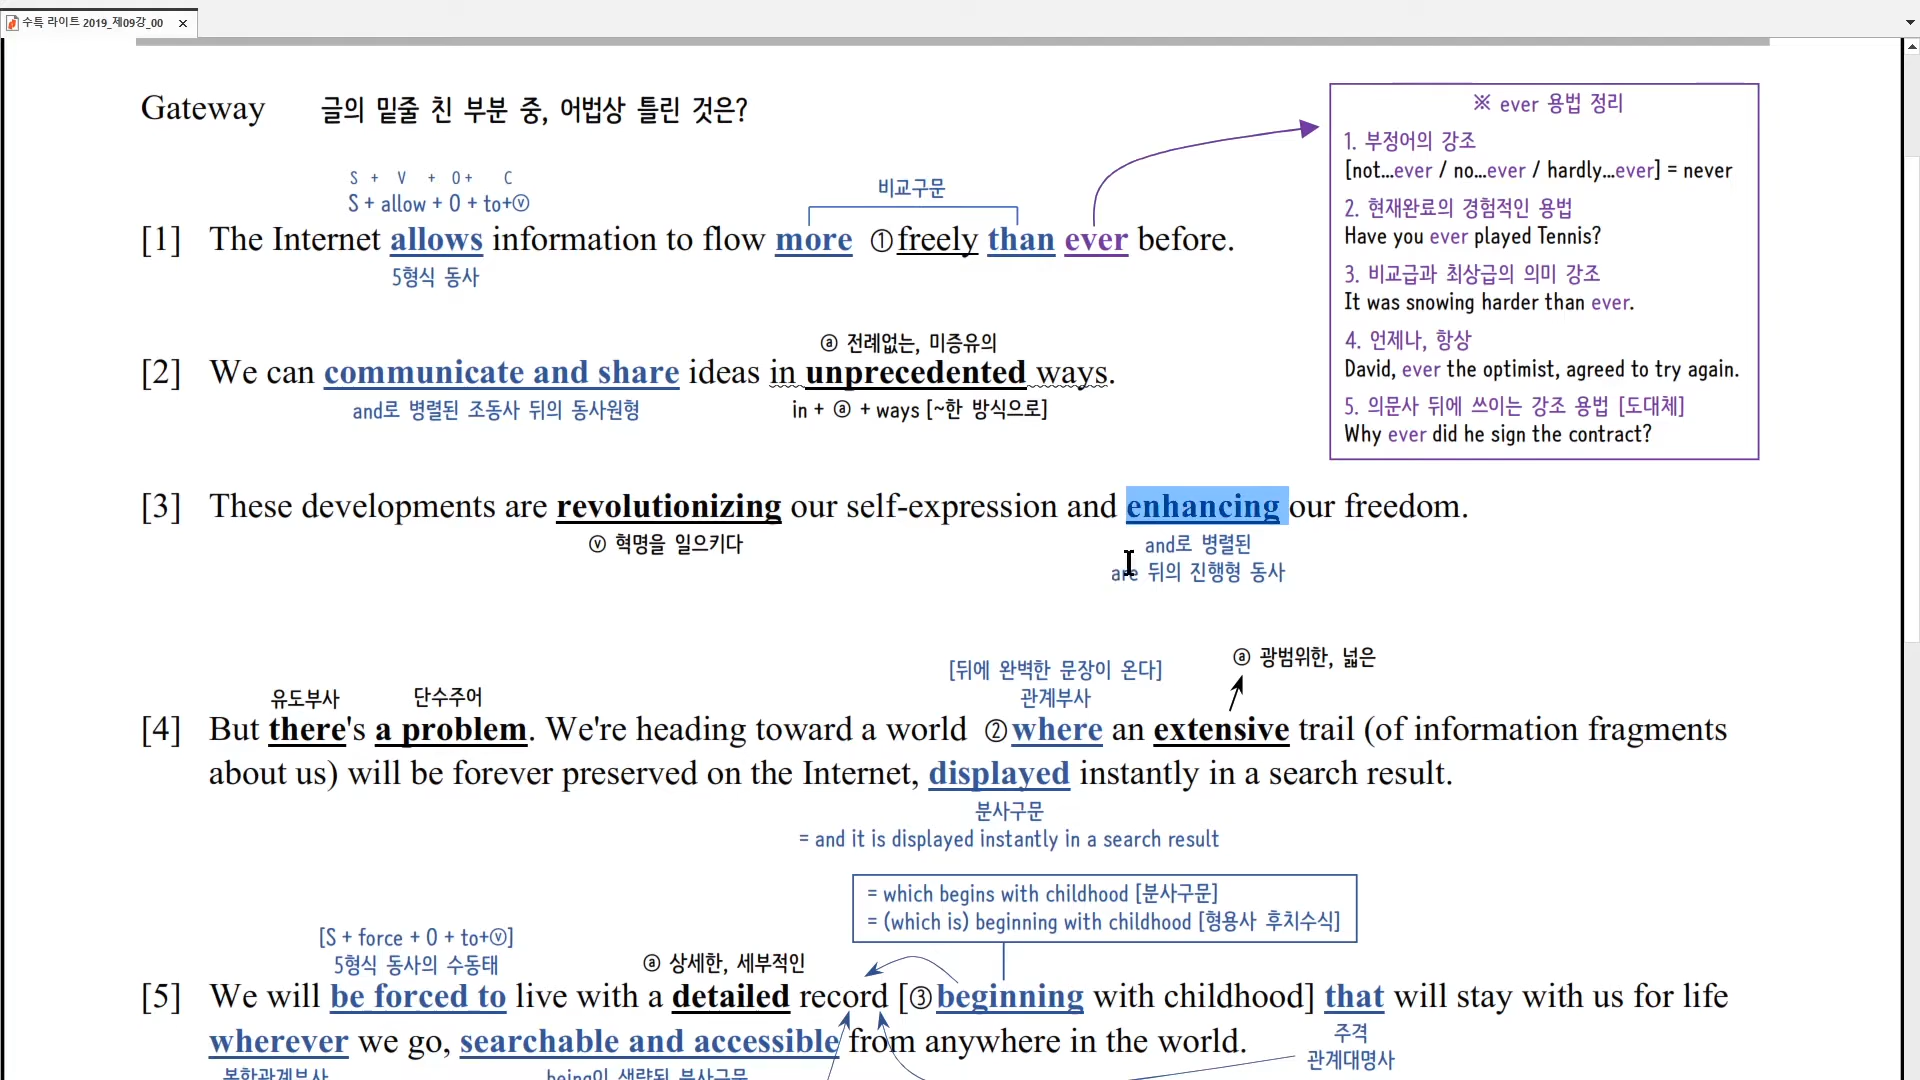 수특 라이트 2019_제09강_00
Gateway 글의 밑줄 친 부분 중, 어법상 틀린 것은?
※ ever 용법 정리
1. 부정어의 강조
[not...ever / no...ever / hardly...ever] = never
2. 현재완료의 경험적인 용법
Have you ever played Tennis?
3. 비교급과 최상급의 의미 강조
It was snowing harder than ever.
4. 언제나, 항상
David, ever the optimist, agreed to try again.
5. 의문사 뒤에 쓰이는 강조 용법 [도대체]
Why ever did he sign the contract?
S + V + O + C
S + allow + O + to+ⓥ
비교구문
[1] The Internet allows information to flow more ①freely than ever before.
5형식 동사
ⓐ 전례없는, 미증유의
[2] We can communicate and share ideas in unprecedented ways.
and로 병렬된 조동사 뒤의 동사원형
in + ⓐ + ways [~한 방식으로]
[3] These developments are revolutionizing our self-expression and enhancing our freedom.
ⓥ 혁명을 일으키다
and로 병렬된
are 뒤의 진행형 동사
[뒤에 완벽한 문장이 온다]
ⓐ 광범위한, 넓은
유도부사 단수주어 관계부사
[4] But there's a problem. We're heading toward a world ②where an extensive trail (of information fragments
about us) will be forever preserved on the Internet, displayed instantly in a search result.
분사구문
= and it is displayed instantly in a search result
= which begins with childhood [분사구문]
= (which is) beginning with childhood [형용사 후치수식]
[S + force + O + to+ⓥ]
5형식 동사의 수동태
ⓐ 상세한, 세부적인
[5] We will be forced to live with a detailed record [③beginning with childhood] that will stay with us for life
주격
관계대명사
wherever we go, searchable and accessible from anywhere in the world.
복합관계부사 being이 생략된 분사구문